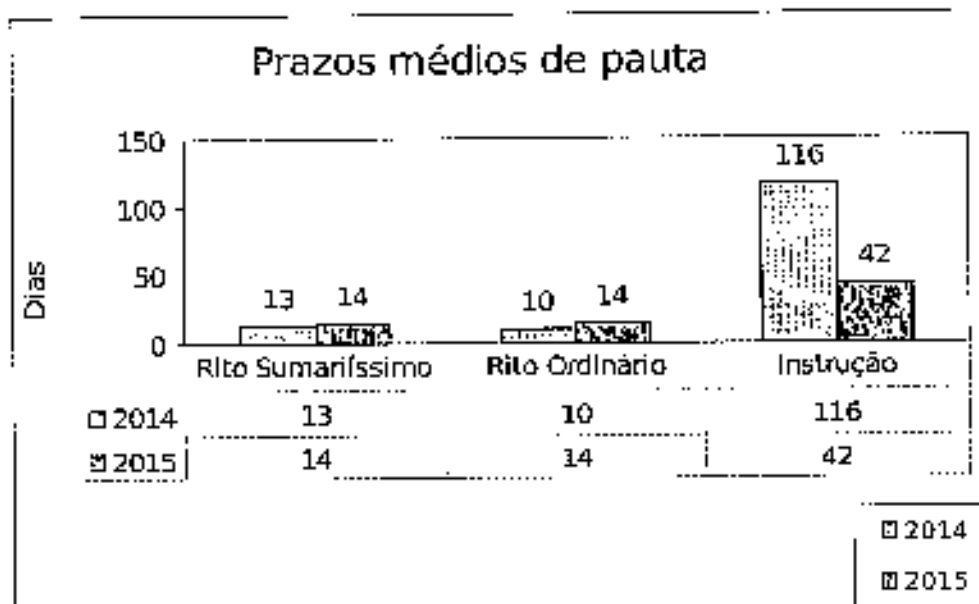 Prazos médios de pauta
Dias
150
100
50
0
13 14
10 14
116 42
Rito Sumariíssimo Rito Ordinário Instrução
2014 13 10 116
2015 14 14 42
2014
2015